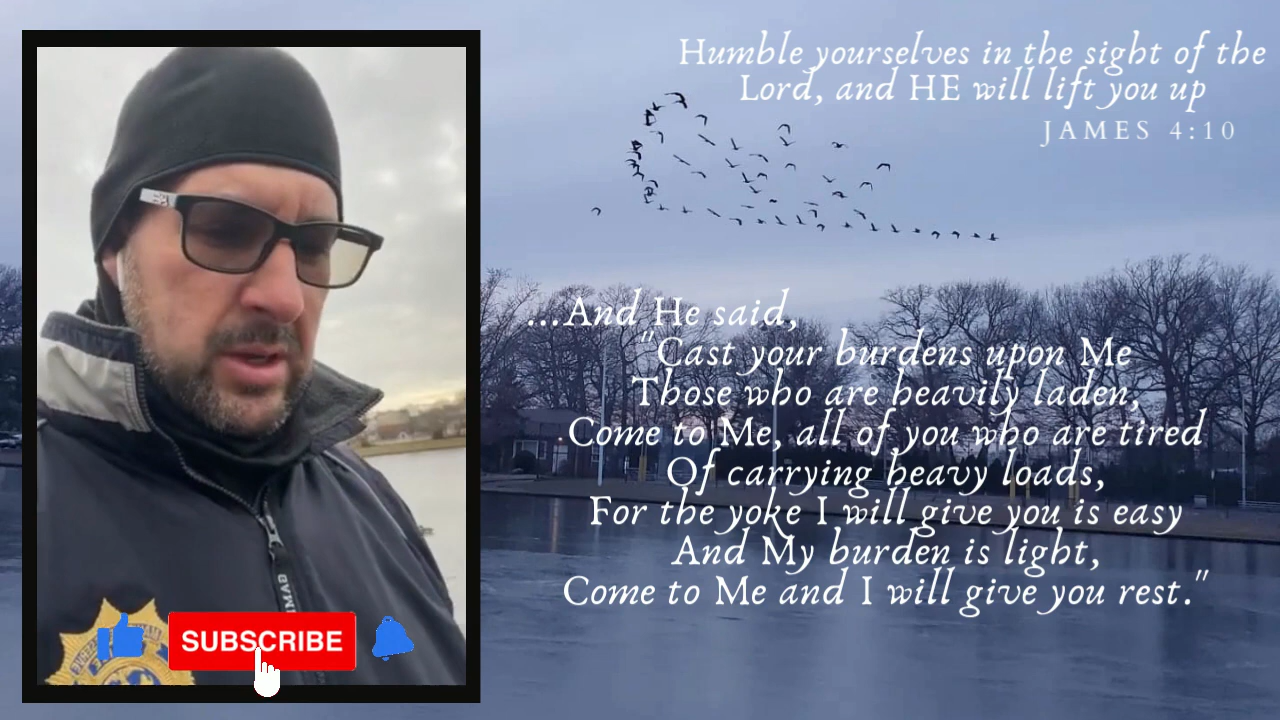 Humble yourselves in the sight of the
Lord, and HE will lift you up
JAMES 4:10
...And He said,
"Cast your burdens upon Me
Those who are heavily laden,
Come to Me, all of you who are tired
Of carrying heavy loads,
For the yoke I will give you is easy
And My burden is light,
Come to Me and I will give you rest."
SUBSCRIBE